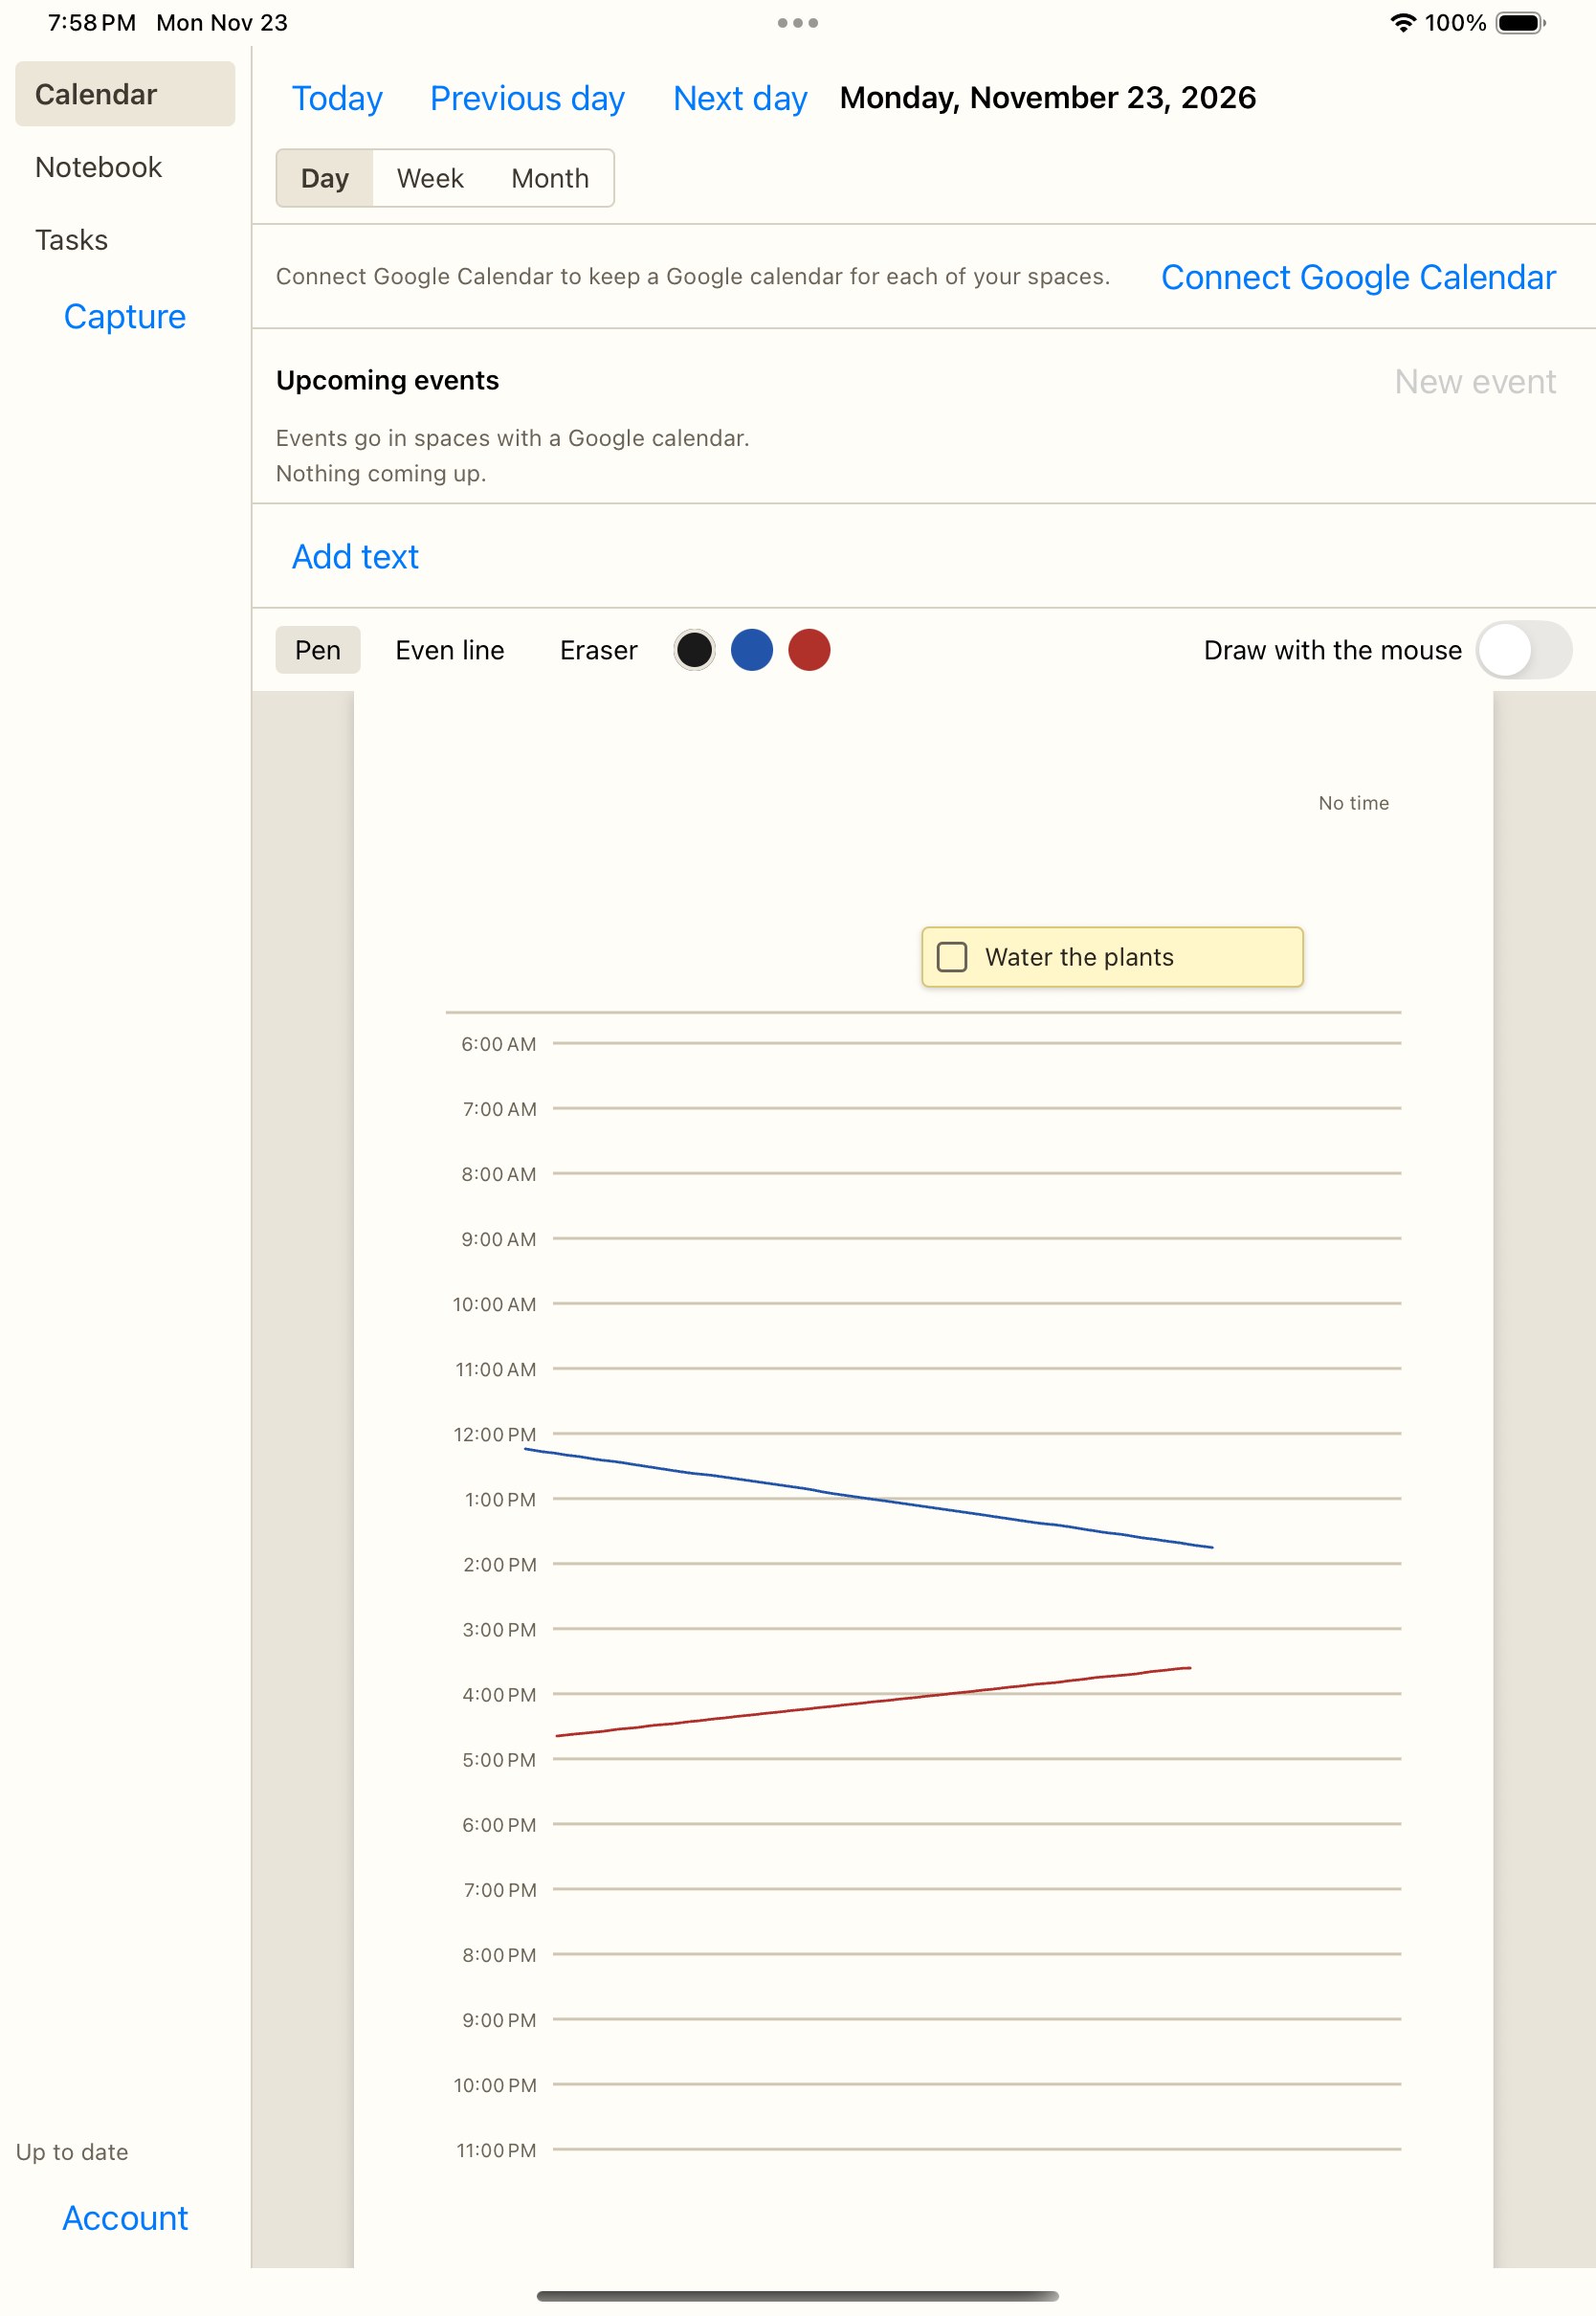 7:58 PM Mon Nov 23
100%
Calendar
Notebook
Tasks
Capture
Today Previous day Next day Monday, November 23, 2026
Day Week Month
Connect Google Calendar to keep a Google calendar for each of your spaces. Connect Google Calendar
Upcoming events New event
Events go in spaces with a Google calendar.
Nothing coming up.
Add text
Pen Even line Eraser Draw with the mouse
No time
Water the plants
6:00 AM
7:00 AM
8:00 AM
9:00 AM
10:00 AM
11:00 AM
12:00 PM
1:00 PM
2:00 PM
3:00 PM
4:00 PM
5:00 PM
6:00 PM
7:00 PM
8:00 PM
9:00 PM
10:00 PM
11:00 PM
Up to date
Account